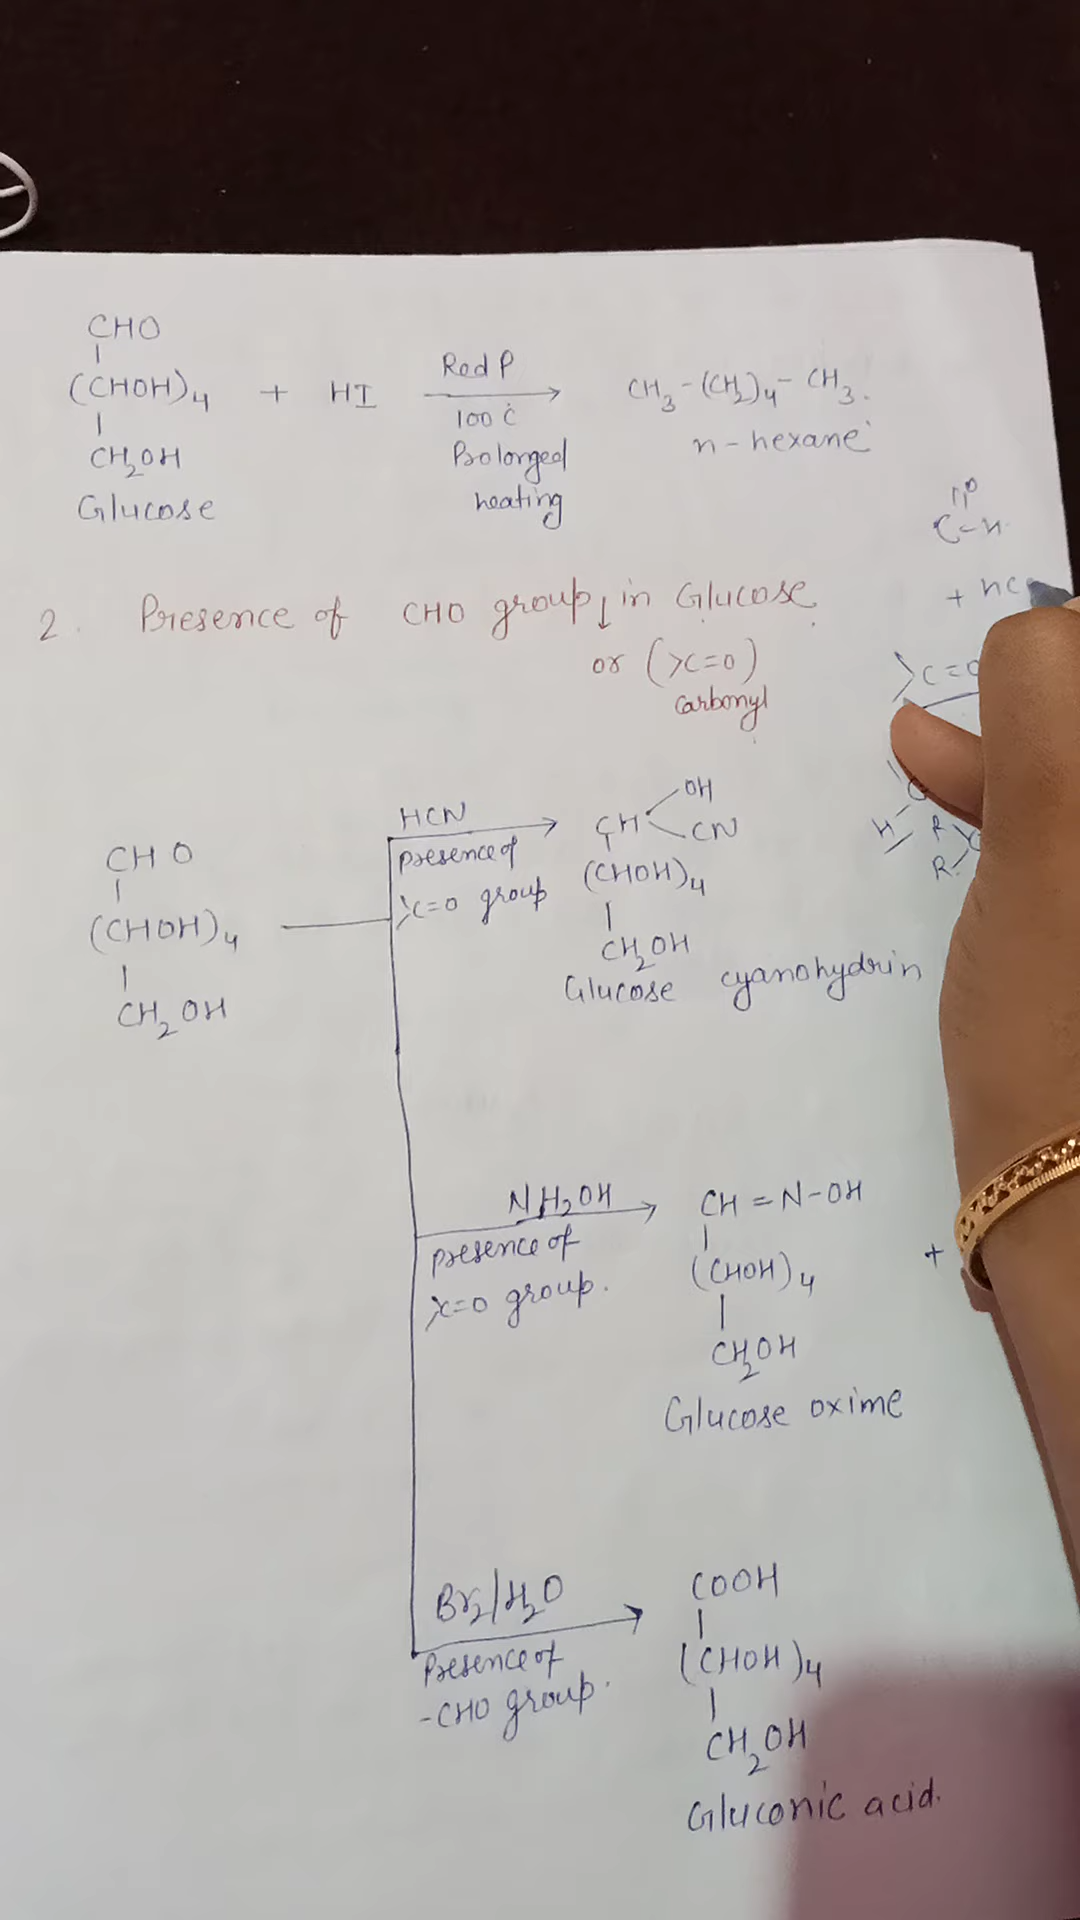 CHO
(CHOH)4 + HI Red P CH3-(CH2)4-CH3.
100°C
CH2OH Prolonged n-hexane
Glucose heating
O
C-H
2. Presence of CHO group in Glucose
+ HC
or (>C=O)
carbonyl
>C=O
HCN
presence of
>C=O group
CHO
(CHOH)4
CH2OH
OH
CH
CN
(CHOH)4
CH2OH
Glucose cyanohydrin
H R
R
NH2OH
presence of
>C=O group.
CH=N-OH
(CHOH)4
CH2OH
Glucose oxime
+
Br2/H2O
Presence of
-CHO group.
COOH
(CHOH)4
CH2OH
Gluconic acid.